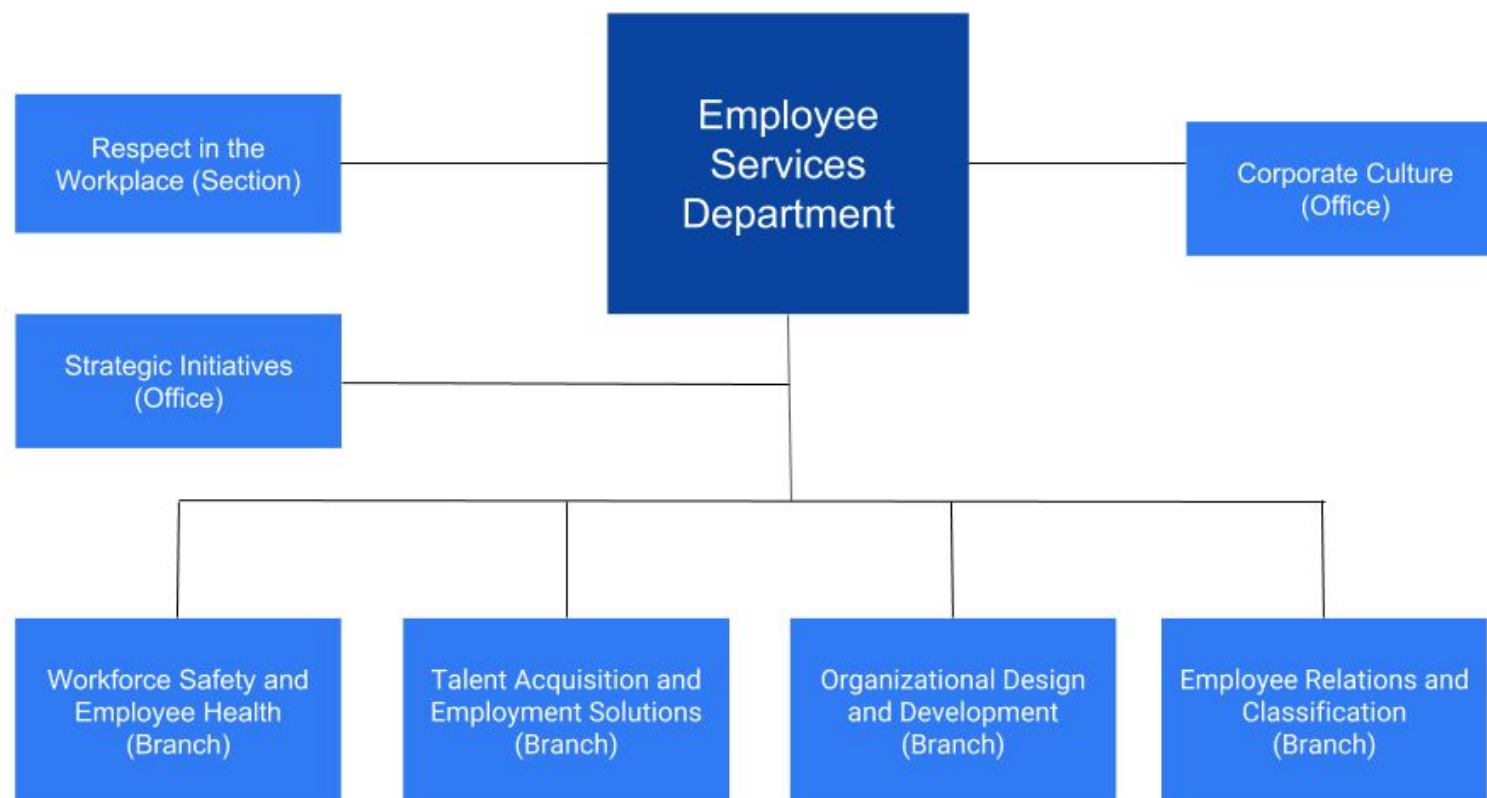 Employee
Services
Department
Respect in the
Workplace (Section)
Corporate Culture
(Office)
Strategic Initiatives
(Office)
Workforce Safety and
Employee Health
(Branch)
Talent Acquisition and
Employment Solutions
(Branch)
Organizational Design
and Development
(Branch)
Employee Relations and
Classification
(Branch)